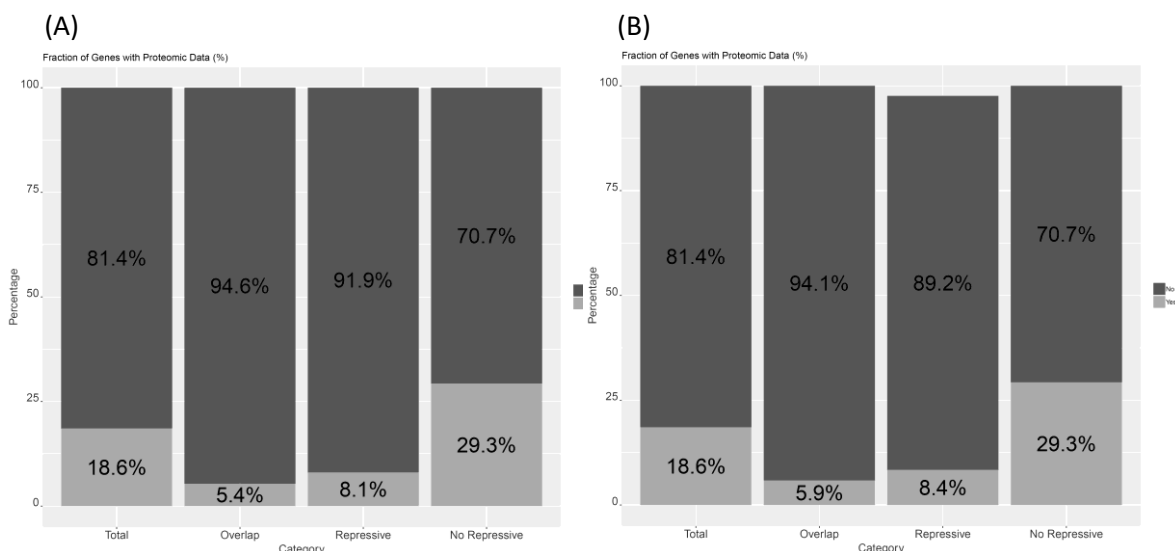 (A)
Fraction of Genes with Proteomic Data (%)
100
75
50
25
0
Percentage
81.4%
94.6%
91.9%
70.7%
18.6%
5.4%
8.1%
29.3%
Total
Overlap
Repressive
No Repressive
Category
(B)
Fraction of Genes with Proteomic Data (%)
100
75
50
25
0
Percentage
81.4%
94.1%
89.2%
70.7%
18.6%
5.9%
8.4%
29.3%
No
Yes
Total
Overlap
Repressive
No Repressive
Category